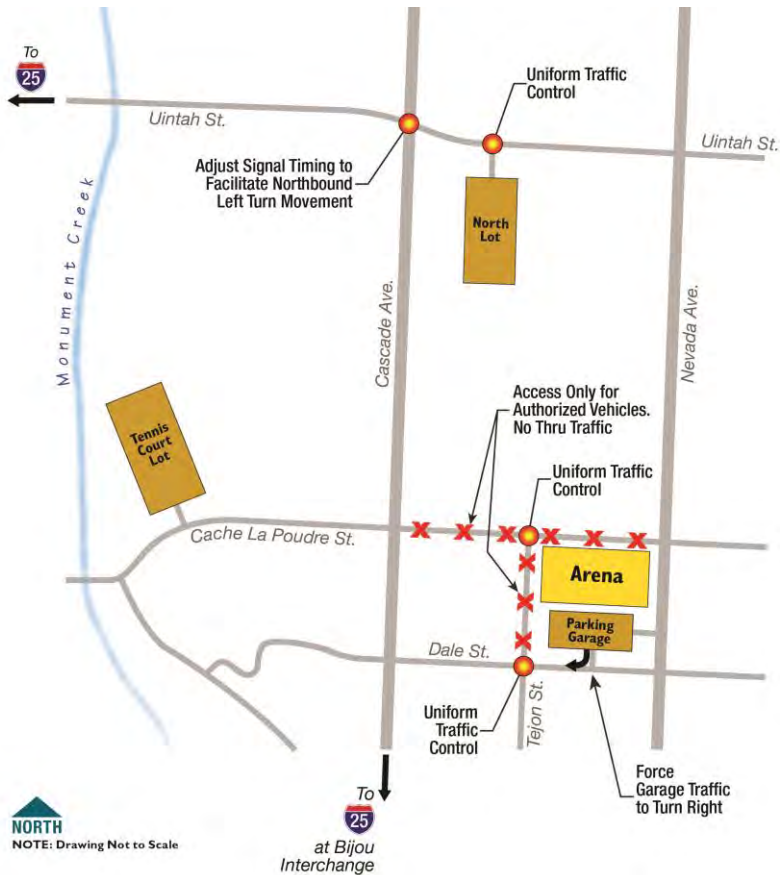 To
25
Uintah St.
Uniform Traffic
Control
Uintah St.
Adjust Signal Timing to
Facilitate Northbound
Left Turn Movement
North
Lot
Monument Creek
Cascade Ave.
Nevada Ave.
Tennis
Court
Lot
Access Only for
Authorized Vehicles.
No Thru Traffic
Uniform Traffic
Control
Cache La Poudre St.
Arena
Parking
Garage
Dale St.
Tejon St.
Uniform
Traffic
Control
Force
Garage Traffic
to Turn Right
To
25
at Bijou
Interchange
NORTH
NOTE: Drawing Not to Scale